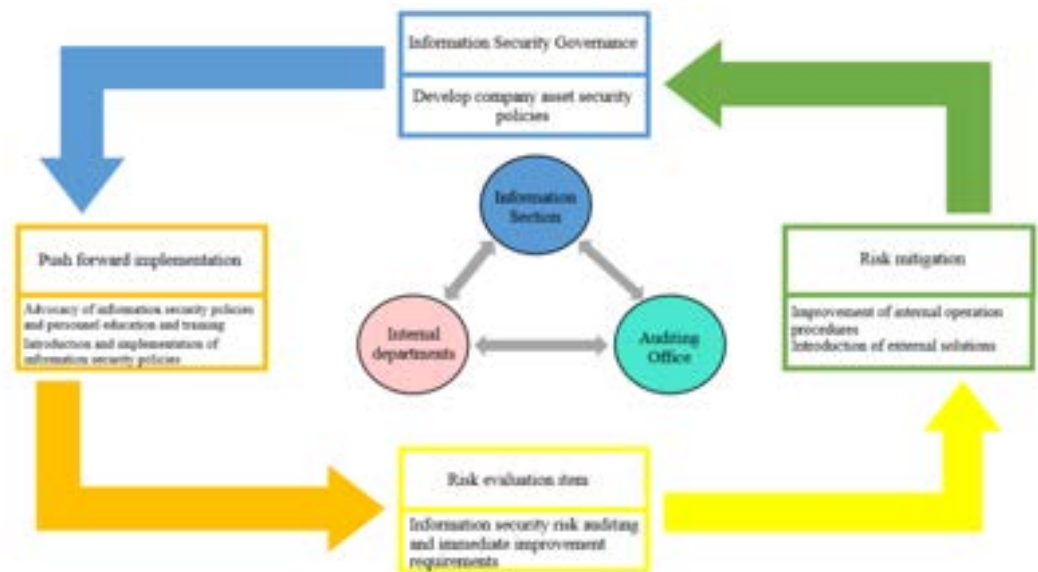 Information Security Governance
Develop company asset security
policies
Information
Section
Push forward implementation
Advocacy of information security policies
and personnel education and training
Introduction and implementation of
information security policies
Risk mitigation
Improvement of internal operation
procedures
Introduction of external solutions
Internal
departments
Auditing
Office
Risk evaluation item
Information security risk auditing
and immediate improvement
requirements